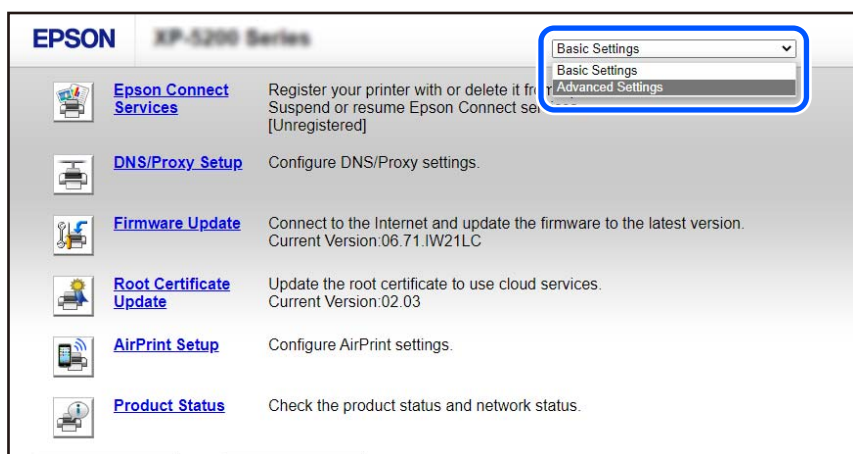 EPSON XP-5200 Series
Basic Settings
Basic Settings
Advanced Settings
Epson Connect
Services
Register your printer with or delete it fr
Suspend or resume Epson Connect ser
[Unregistered]
DNS/Proxy Setup
Configure DNS/Proxy settings.
Firmware Update
Connect to the Internet and update the firmware to the latest version.
Current Version:06.71.IW21LC
Root Certificate
Update
Update the root certificate to use cloud services.
Current Version:02.03
AirPrint Setup
Configure AirPrint settings.
Product Status
Check the product status and network status.